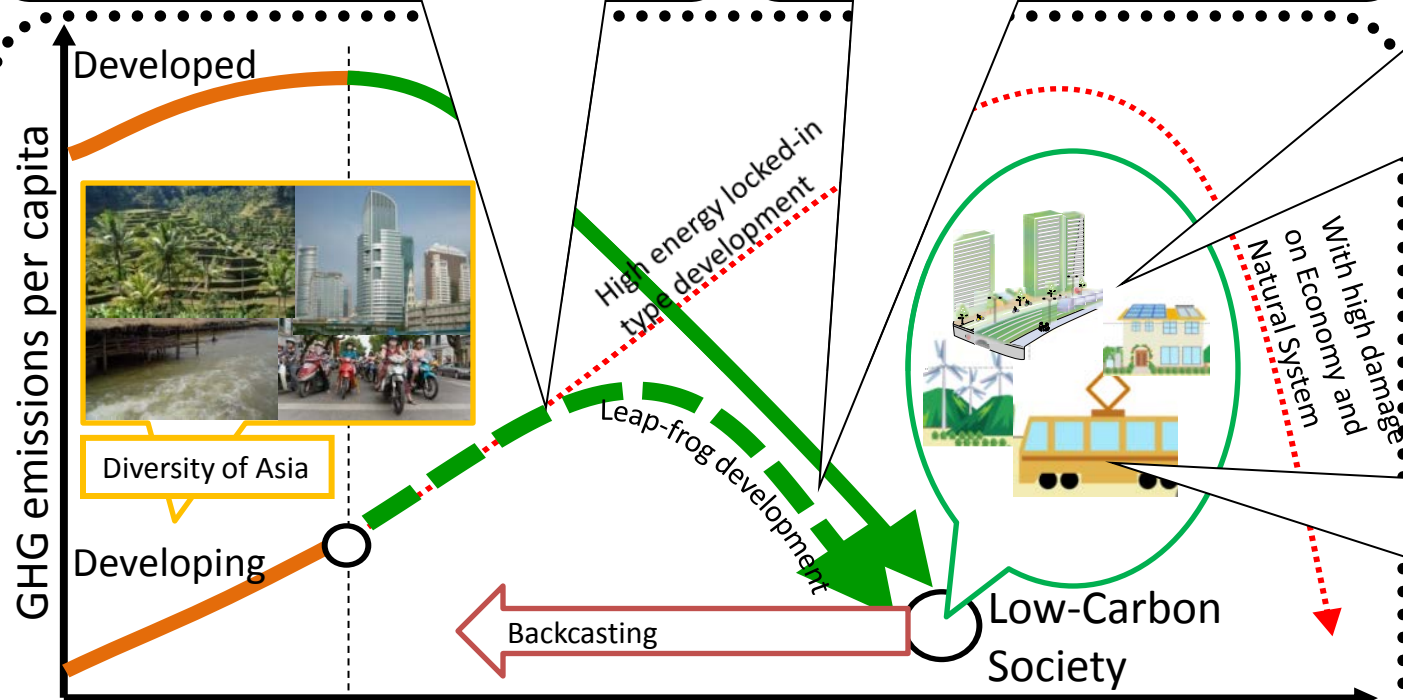 Developed
GHG emissions per capita
High energy locked-in
type development
With high damage
on Economy and
Natural System
Leap-frog development
Diversity of Asia
Developing
Backcasting
Low-Carbon
Society